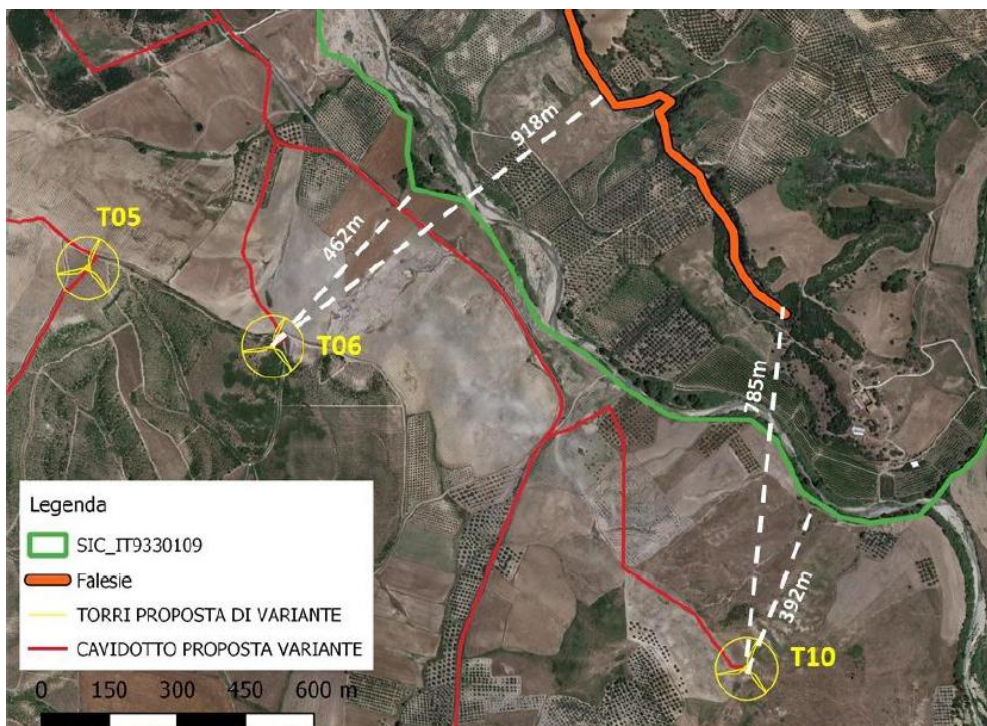 918m
462m
T05
T06
785m
392m
T10
Legenda
SIC_IT9330109
Falesie
TORRI PROPOSTA DI VARIANTE
CAVIDOTTO PROPOSTA VARIANTE
0 150 300 450 600 m